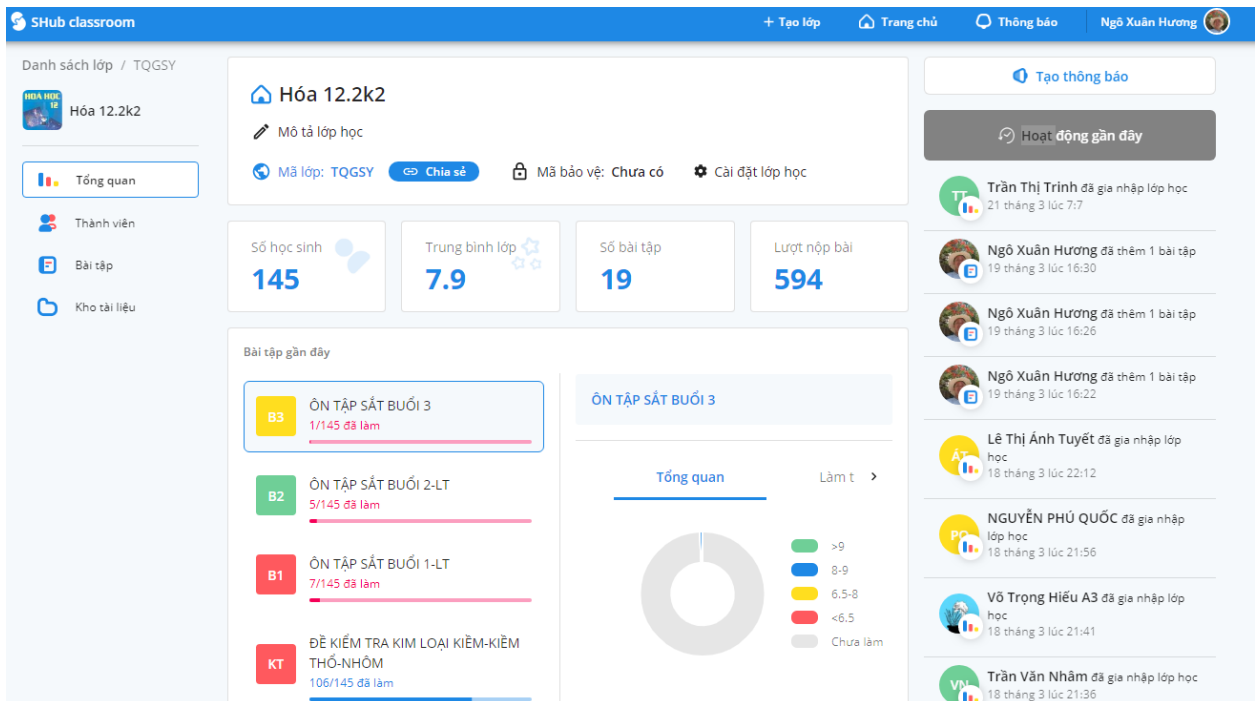 SHub classroom
+ Tạo lớp
Trang chủ
Thông báo
Ngô Xuân Hương
Danh sách lớp / TQGSY
HOA HOC
12
Hóa 12.2k2
Tổng quan
Thành viên
Bài tập
Kho tài liệu
Hóa 12.2k2
Mô tả lớp học
Mã lớp: TQGSY
Chia sẻ
Mã bảo vệ: Chưa có
Cài đặt lớp học
Số học sinh
145
Trung bình lớp
7.9
Số bài tập
19
Lượt nộp bài
594
Bài tập gần đây
B3
ÔN TẬP SẮT BUỔI 3
1/145 đã làm
B2
ÔN TẬP SẮT BUỔI 2-LT
5/145 đã làm
B1
ÔN TẬP SẮT BUỔI 1-LT
7/145 đã làm
KT
ĐỀ KIỂM TRA KIM LOẠI KIỀM-KIỀM
THỔ-NHÔM
106/145 đã làm
ÔN TẬP SẮT BUỔI 3
Tổng quan
Làm t
>9
8-9
6.5-8
<6.5
Chưa làm
Tạo thông báo
Hoạt động gần đây
TT
Trần Thị Trinh đã gia nhập lớp học
21 tháng 3 lúc 7:7
Ngô Xuân Hương đã thêm 1 bài tập
19 tháng 3 lúc 16:30
Ngô Xuân Hương đã thêm 1 bài tập
19 tháng 3 lúc 16:26
Ngô Xuân Hương đã thêm 1 bài tập
19 tháng 3 lúc 16:22
ÁT
Lê Thị Ánh Tuyết đã gia nhập lớp
học
18 tháng 3 lúc 22:12
PQ
NGUYỄN PHÚ QUỐC đã gia nhập
lớp học
18 tháng 3 lúc 21:56
Võ Trọng Hiếu A3 đã gia nhập lớp
học
18 tháng 3 lúc 21:41
VN
Trần Văn Nhâm đã gia nhập lớp học
18 tháng 3 lúc 21:36